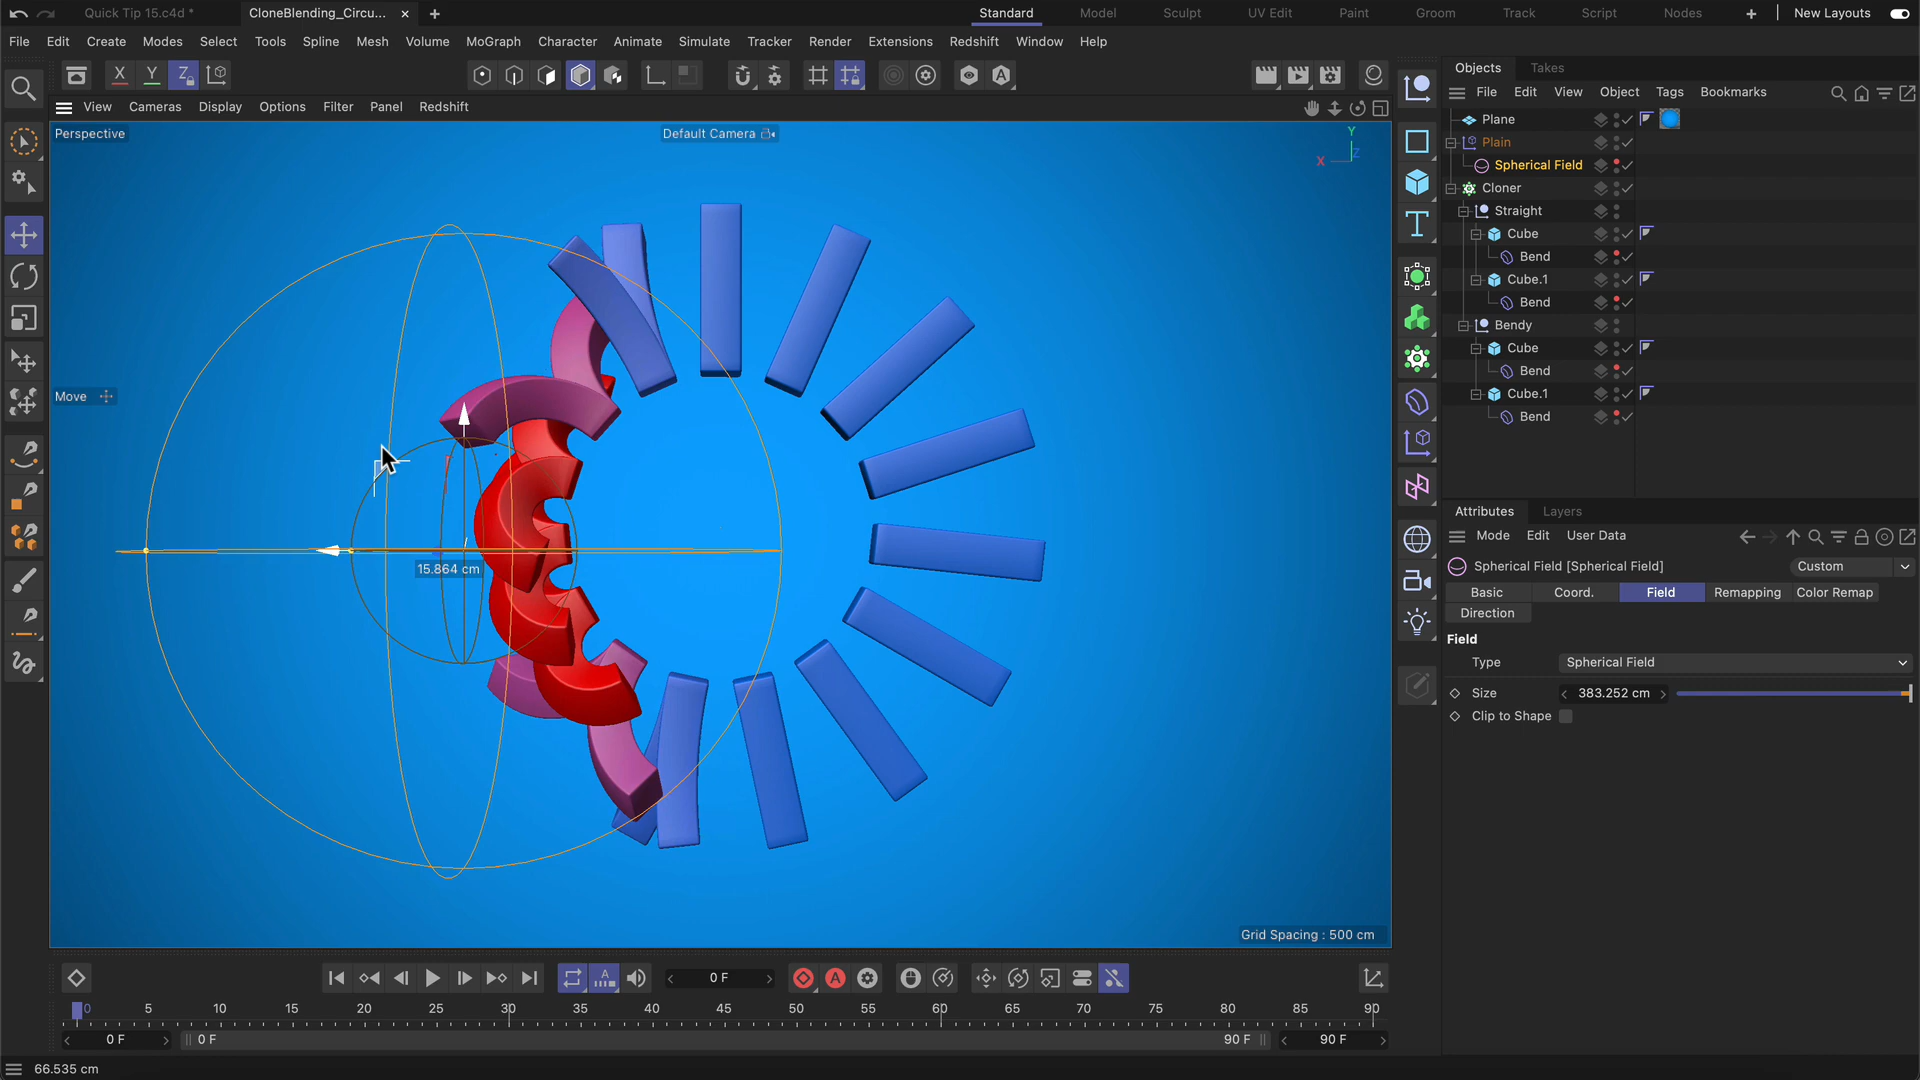 Quick Tip 15.c4d *
CloneBlending_Circu...
Standard
Model
Sculpt
UV Edit
Paint
Groom
Track
Script
Nodes
New Layouts
File Edit Create Modes Select Tools Spline Mesh Volume MoGraph Character Animate Simulate Tracker Render Extensions Redshift Window Help
X Y Z
View Cameras Display Options Filter Panel Redshift
Perspective
Default Camera
Y
X
Z
Move
15.864 cm
Grid Spacing : 500 cm
Objects Takes
File Edit View Object Tags Bookmarks
Plane
Plain
Spherical Field
Cloner
Straight
Cube
Bend
Cube.1
Bend
Bendy
Cube
Bend
Cube.1
Bend
Attributes Layers
Mode Edit User Data
Spherical Field [Spherical Field]
Custom
Basic Coord. Field Remapping Color Remap
Direction
Field
Type Spherical Field
Size 383.252 cm
Clip to Shape
0 F
0 5 10 15 20 25 30 35 40 45 50 55 60 65 70 75 80 85 90
0 F 0 F 90 F 90 F
66.535 cm